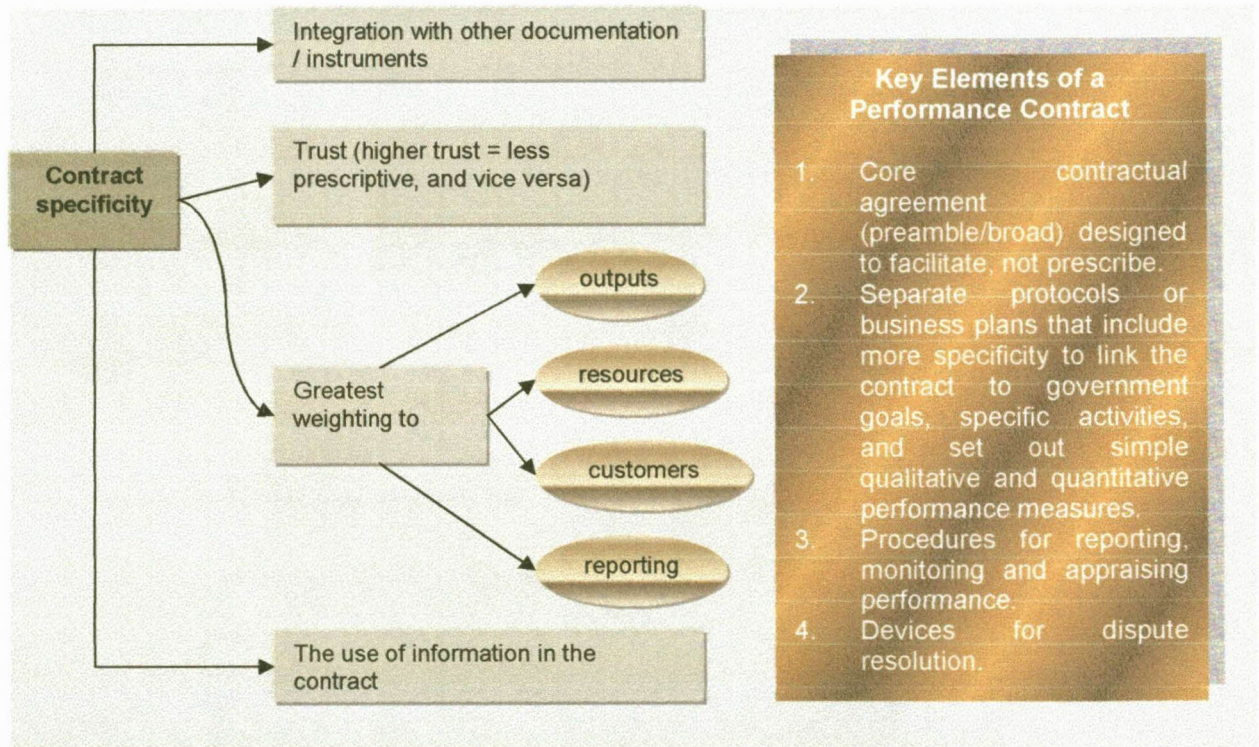 Integration with other documentation
/ instruments
Trust (higher trust = less
prescriptive, and vice versa)
Contract
specificity
outputs
resources
Greatest
weighting to
customers
reporting
The use of information in the
contract
Key Elements of a
Performance Contract
1. Core contractual
agreement
(preamble/broad) designed
to facilitate, not prescribe.
2. Separate protocols or
business plans that include
more specificity to link the
contract to government
goals, specific activities,
and set out simple
qualitative and quantitative
performance measures.
3. Procedures for reporting,
monitoring and appraising
performance.
4. Devices for dispute
resolution.